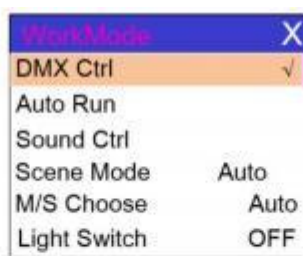 WorkMode X
DMX Ctrl √
Auto Run
Sound Ctrl
Scene Mode Auto
M/S Choose Auto
Light Switch OFF